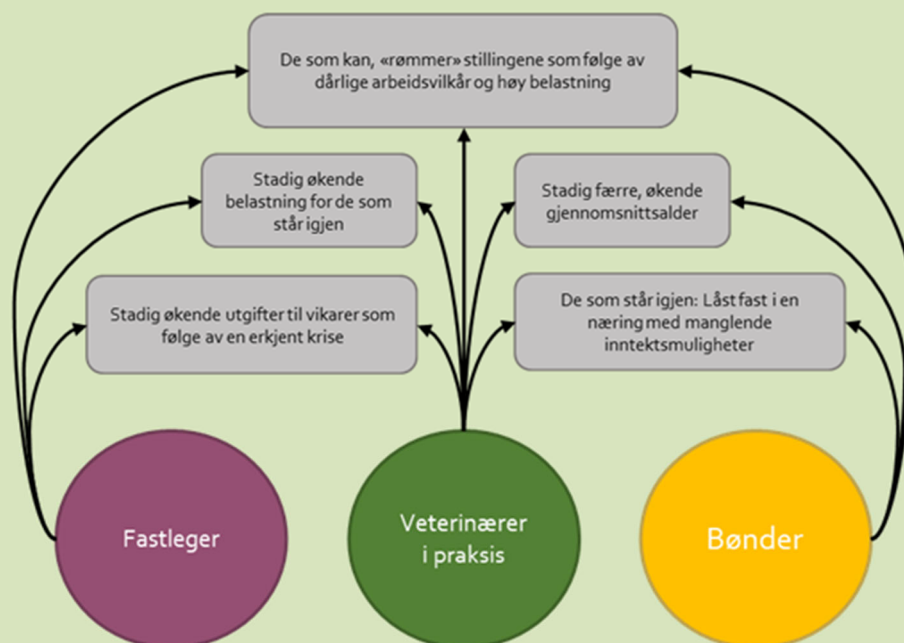 De som kan, «rømmer» stillingene som følge av
dårlige arbeidsvilkår og høy belastning
Stadig økende
belastning for de som
står igjen
Stadig færre, økende
gjennomsnittsalder
Stadig økende utgifter til vikarer som
følge av en erkjent krise
De som står igjen: Låst fast i en
næring med manglende
inntektsmuligheter
Fastleger
Veterinærer
i praksis
Bønder